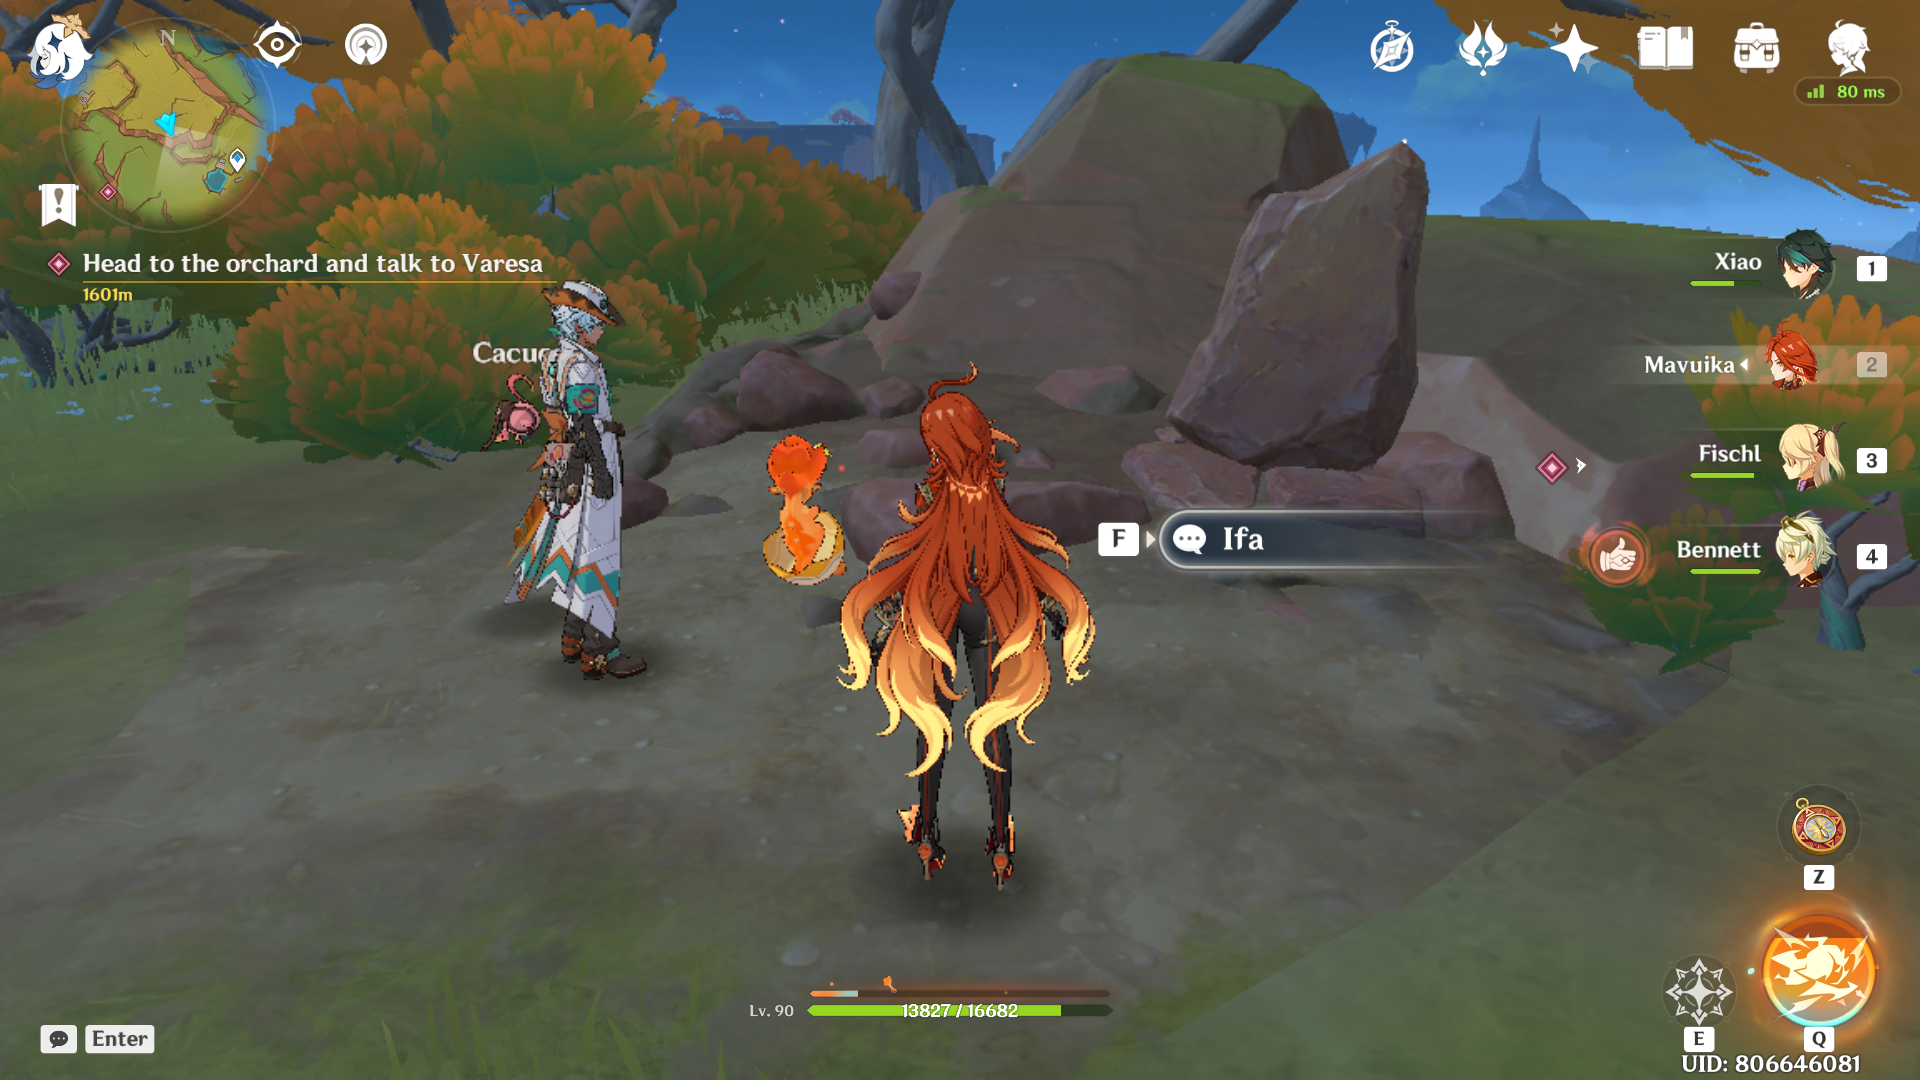 N
80 ms
Head to the orchard and talk to Varesa
1601m
Xiao
1
Mavuika
2
Fischl
3
Bennett
4
F
Ifa
Z
E
Q
Lv. 90
13827 / 16682
Enter
UID: 806646081